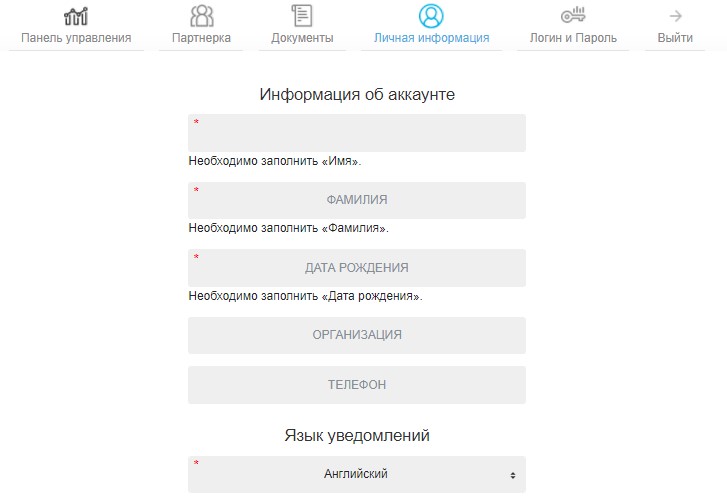 Панель управления Партнерка Документы Личная информация Логин и Пароль Выйти
Информация об аккаунте
*
Необходимо заполнить «Имя».
* ФАМИЛИЯ
Необходимо заполнить «Фамилия».
* ДАТА РОЖДЕНИЯ
Необходимо заполнить «Дата рождения».
ОРГАНИЗАЦИЯ
ТЕЛЕФОН
Язык уведомлений
* Английский